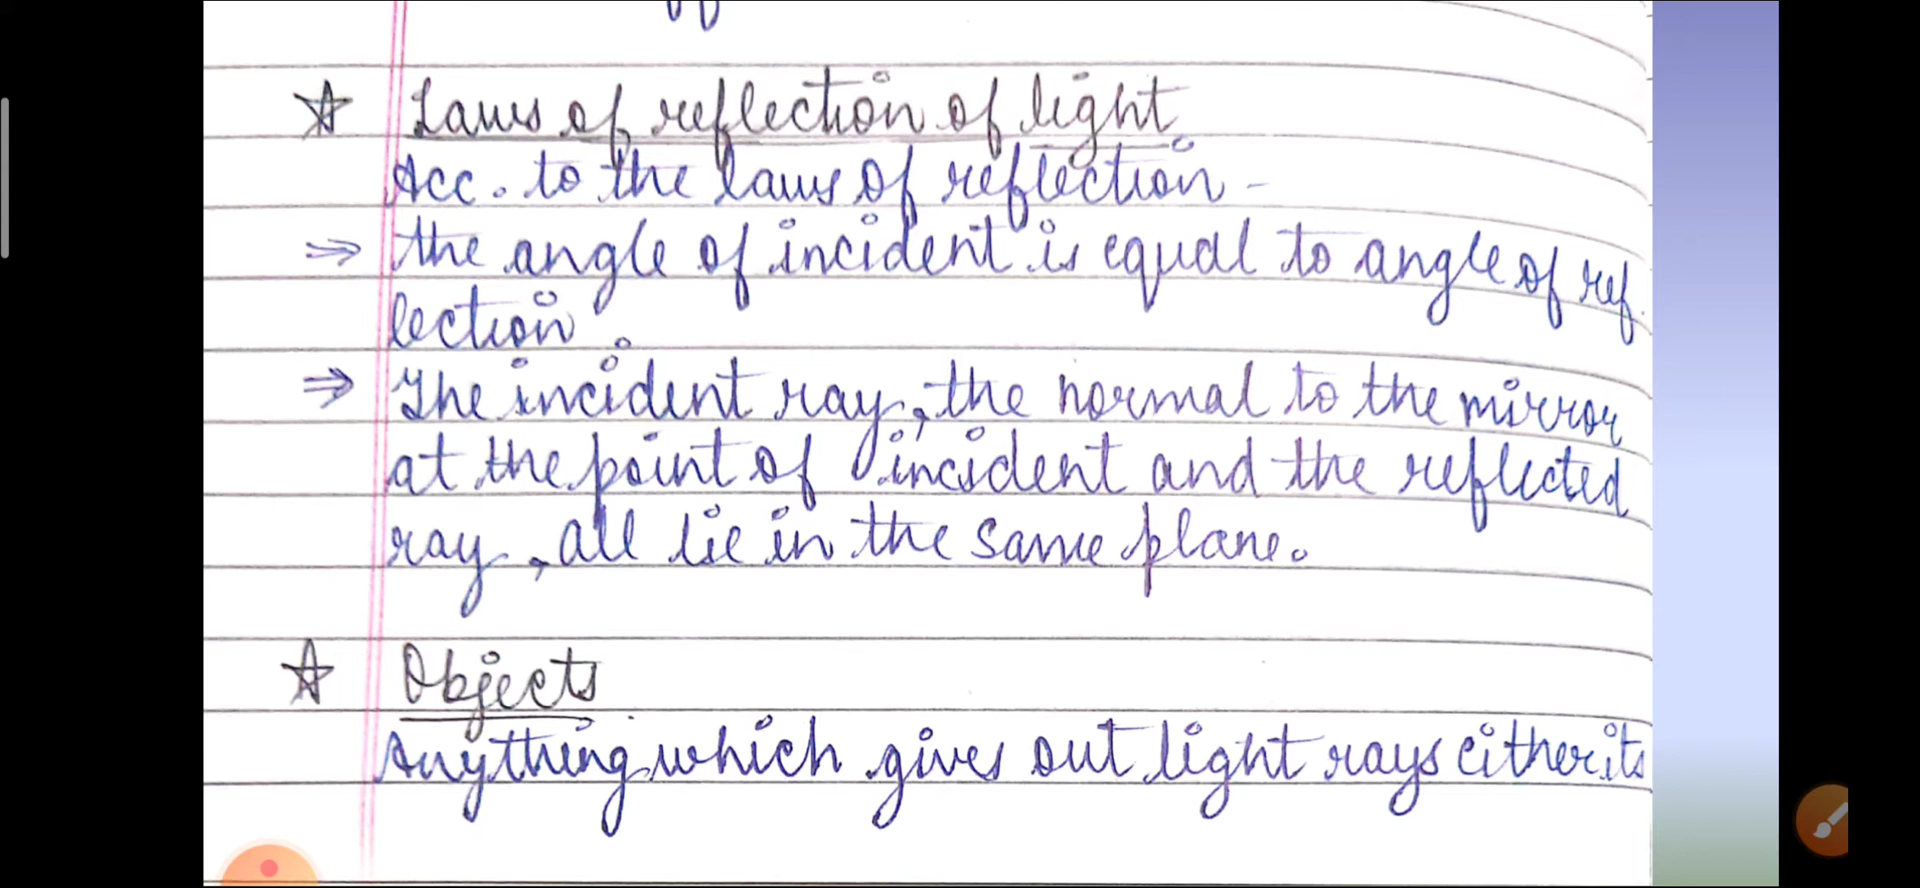 ☆ Laws of reflection of light
Acc. to the laws of reflection -
⇒ the angle of incident is equal to angle of ref
lection.
⇒ The incident ray, the normal to the mirror
at the point of incident and the reflected
ray, all lie in the same plane.
☆ Objects
Anything which gives out light rays either its